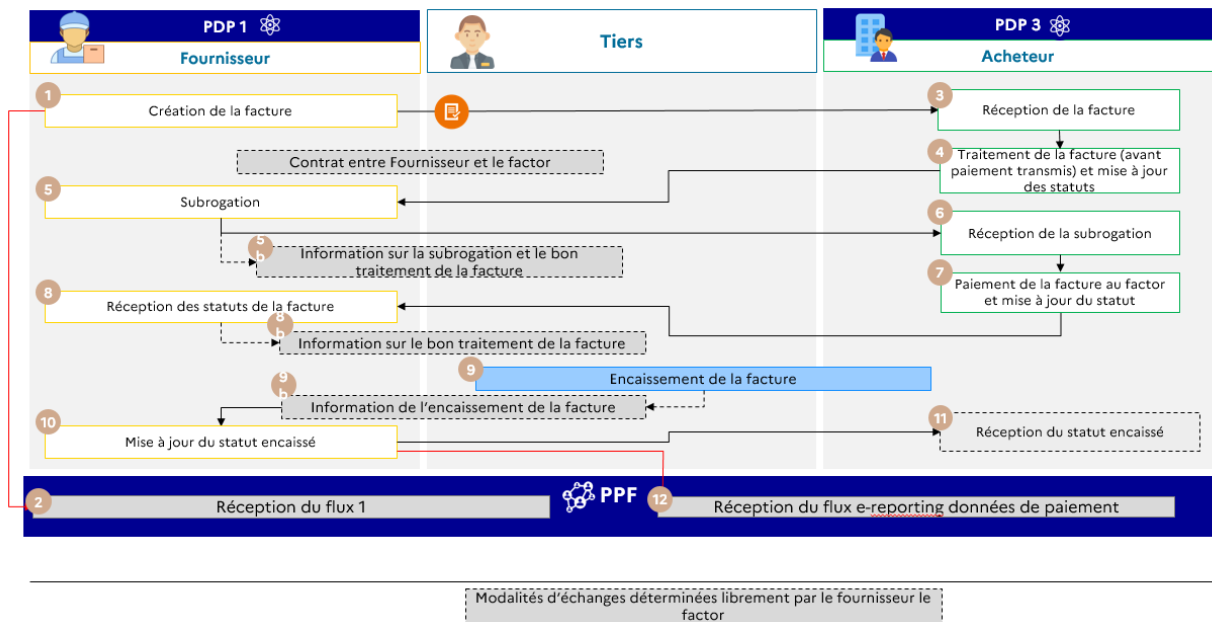 PDP 1
Fournisseur
Tiers
PDP 3
Acheteur
1
Création de la facture
3
Réception de la facture
Contrat entre Fournisseur et le factor
4
Traitement de la facture (avant
paiement transmis) et mise à jour
des statuts
5
Subrogation
6
Réception de la subrogation
5
b
Information sur la subrogation et le bon
traitement de la facture
7
Paiement de la facture au factor
et mise à jour du statut
8
Réception des statuts de la facture
8
b
Information sur le bon traitement de la facture
9
Encaissement de la facture
9
b
Information de l'encaissement de la facture
10
Mise à jour du statut encaissé
11
Réception du statut encaissé
PPF
2
Réception du flux 1
12
Réception du flux e-reporting données de paiement
Modalités d'échanges déterminées librement par le fournisseur le
factor